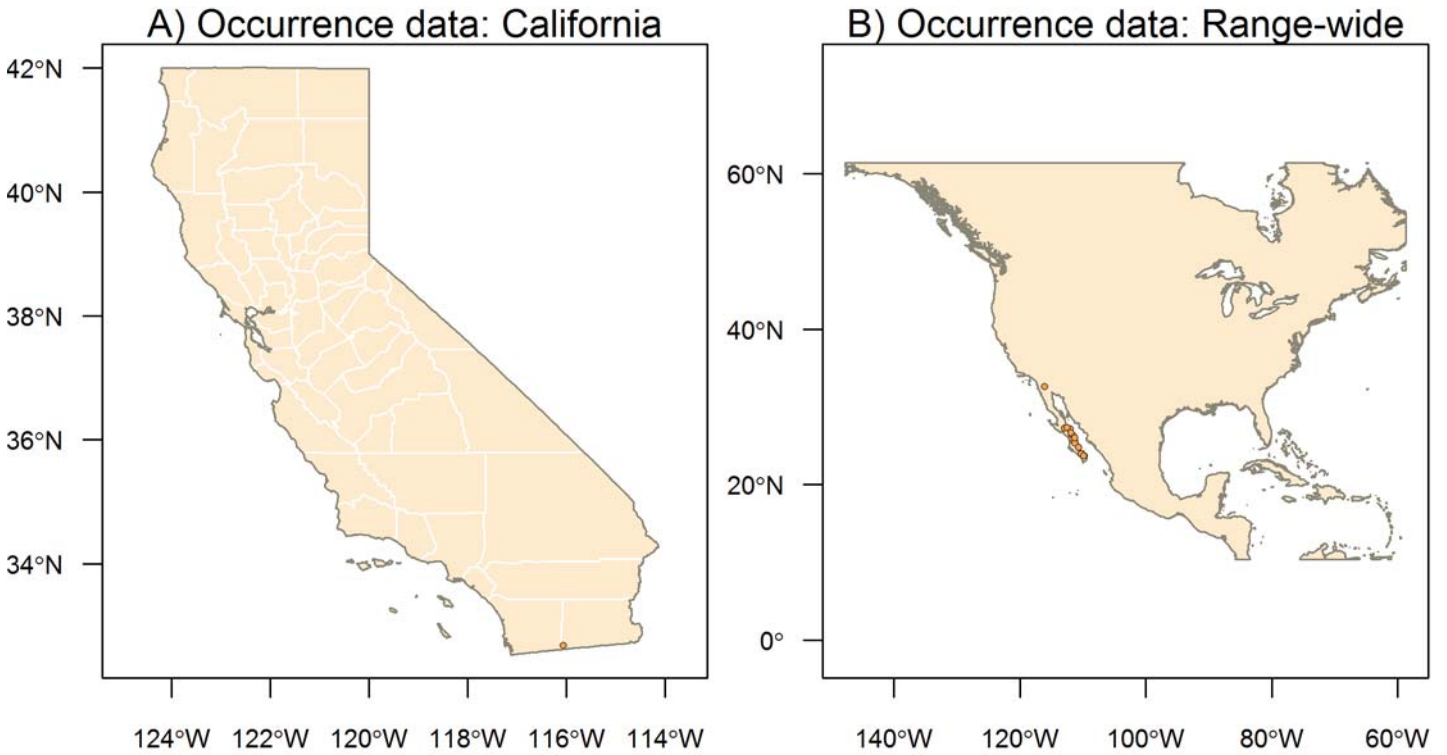 A) Occurrence data: California
42°N
40°N
38°N
36°N
34°N
124°W 122°W 120°W 118°W 116°W 114°W
B) Occurrence data: Range-wide
60°N
40°N
20°N
0°
140°W 120°W 100°W 80°W 60°W